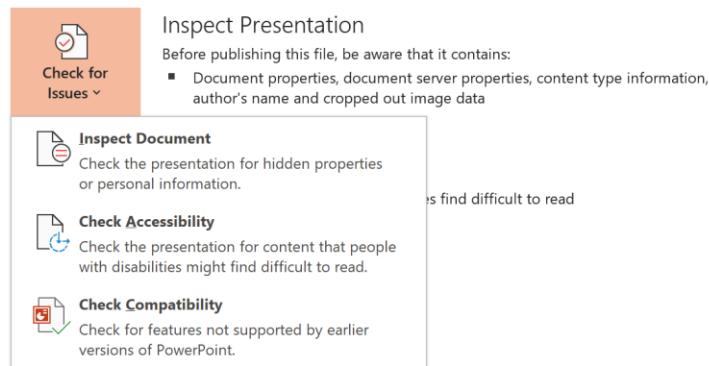 Inspect Presentation
Before publishing this file, be aware that it contains:
Document properties, document server properties, content type information,
author's name and cropped out image data
Check for
Issues
Inspect Document
Check the presentation for hidden properties
or personal information.
s find difficult to read
Check Accessibility
Check the presentation for content that people
with disabilities might find difficult to read.
Check Compatibility
Check for features not supported by earlier
versions of PowerPoint.